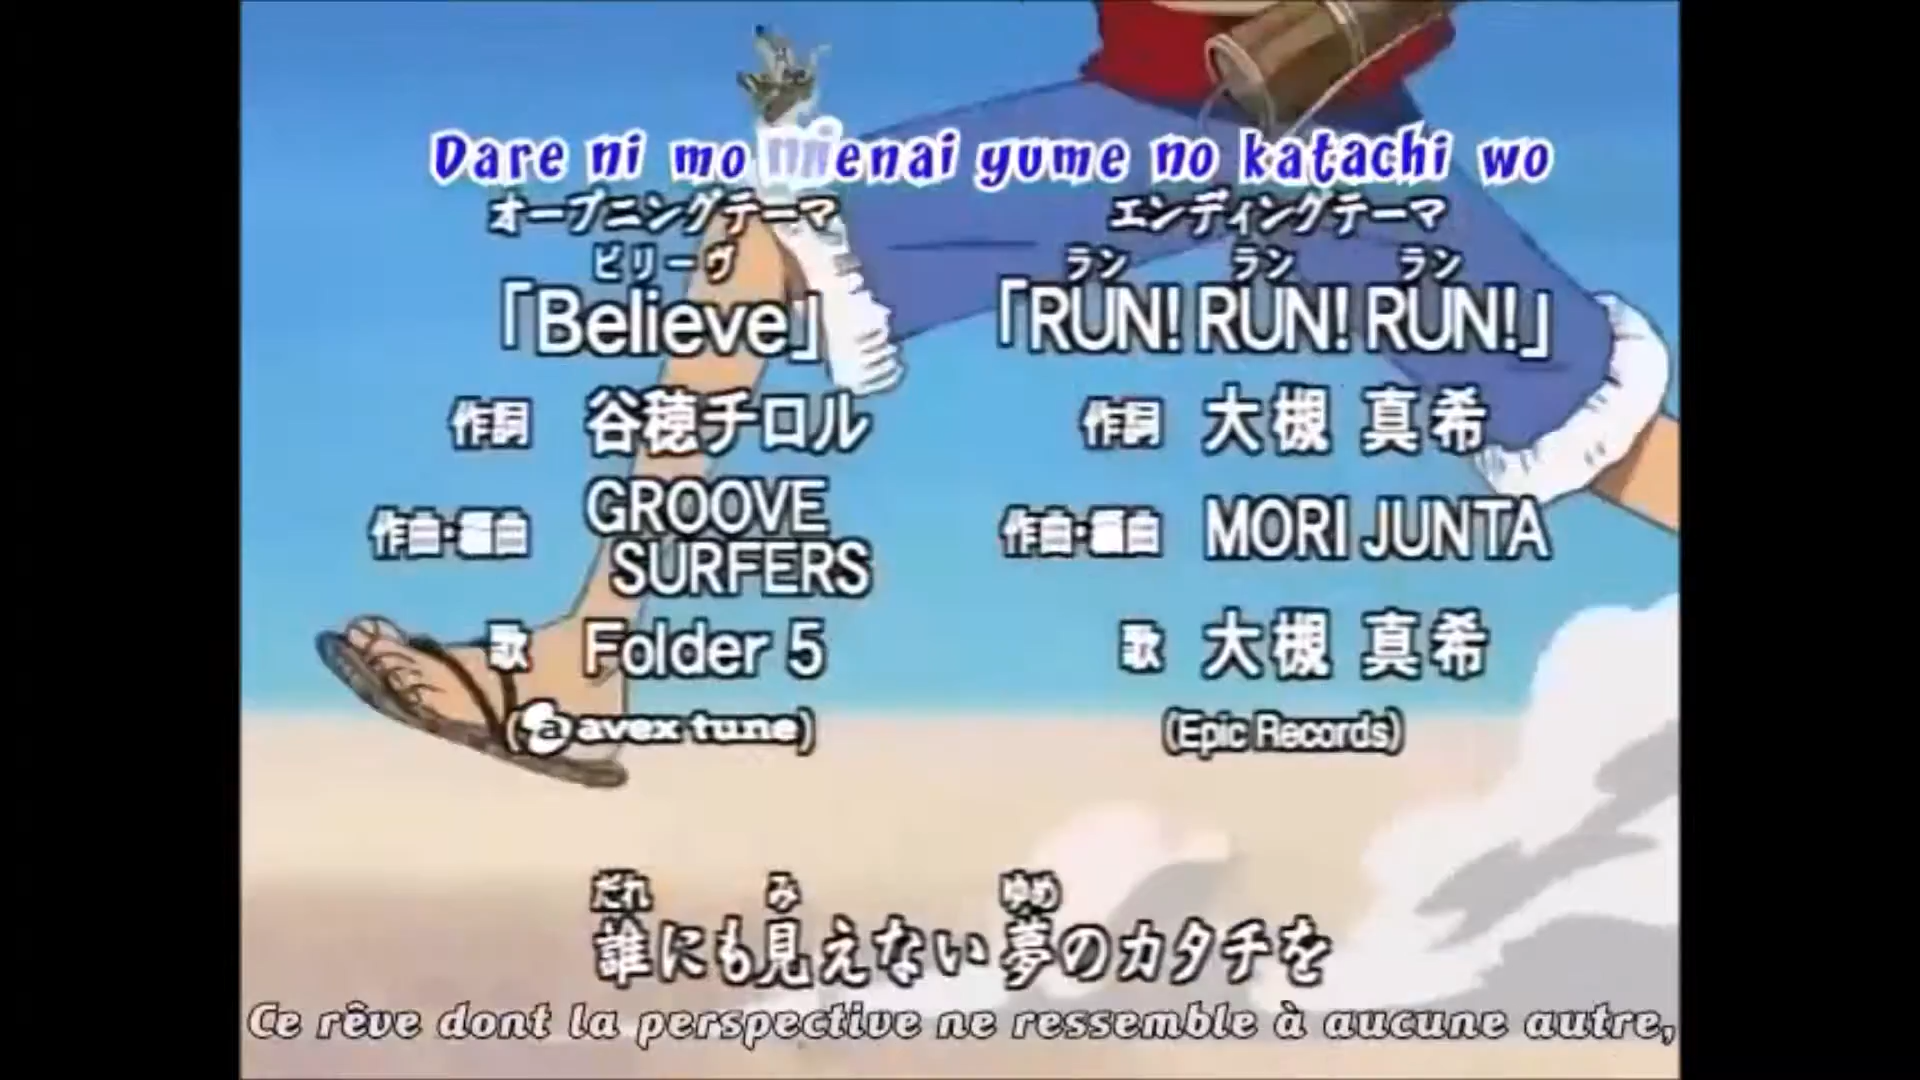 Dare ni mo mienai yume no katachi wo
オープニングテーマ
ビリーヴ
「Believe」
作詞 谷穂チロル
作曲・編曲 GROOVE
SURFERS
歌 Folder 5
(a avex tune)
エンディングテーマ
ラン ラン ラン
「RUN! RUN! RUN!」
作詞 大槻 真希
作曲・編曲 MORI JUNTA
歌 大槻 真希
(Epic Records)
だれ み ゆめ
誰にも見えない夢のカタチを
Ce rêve dont la perspective ne ressemble à aucune autre,